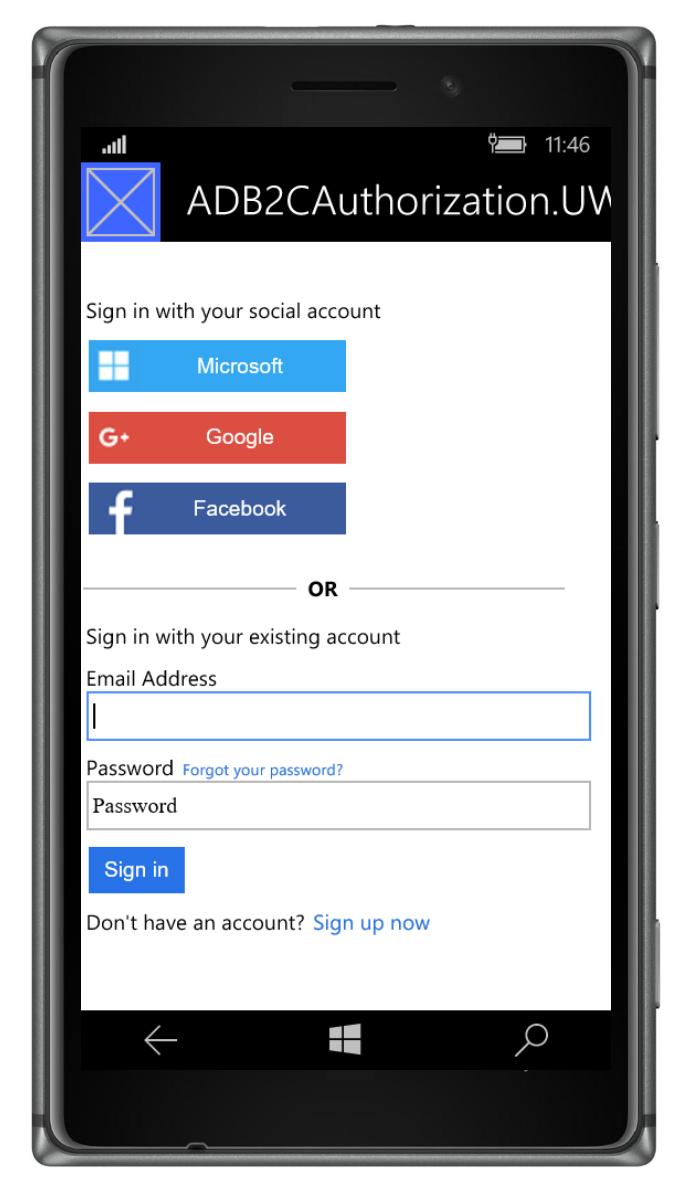 11:46
ADB2CAuthorization.UW
Sign in with your social account
Microsoft
G+ Google
f Facebook
OR
Sign in with your existing account
Email Address
Password Forgot your password?
Password
Sign in
Don't have an account? Sign up now